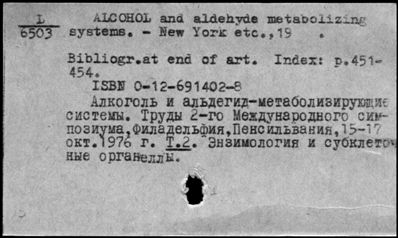 L ALCOHOL and aldehyde metabolizing
6503 systems. - New York etc.,19 .
Bibliogr.at end of art. Index: p.451-
454.
ISBN 0-12-691402-8
Алкоголь и альдегид-метаболизирующие
системы. Труды 2-го Международного сим-
позиума,Филадельфия,Пенсильвания,15-17
окт.1976 г. Т.2. Энзимология и субклеточ
ные органеллы.